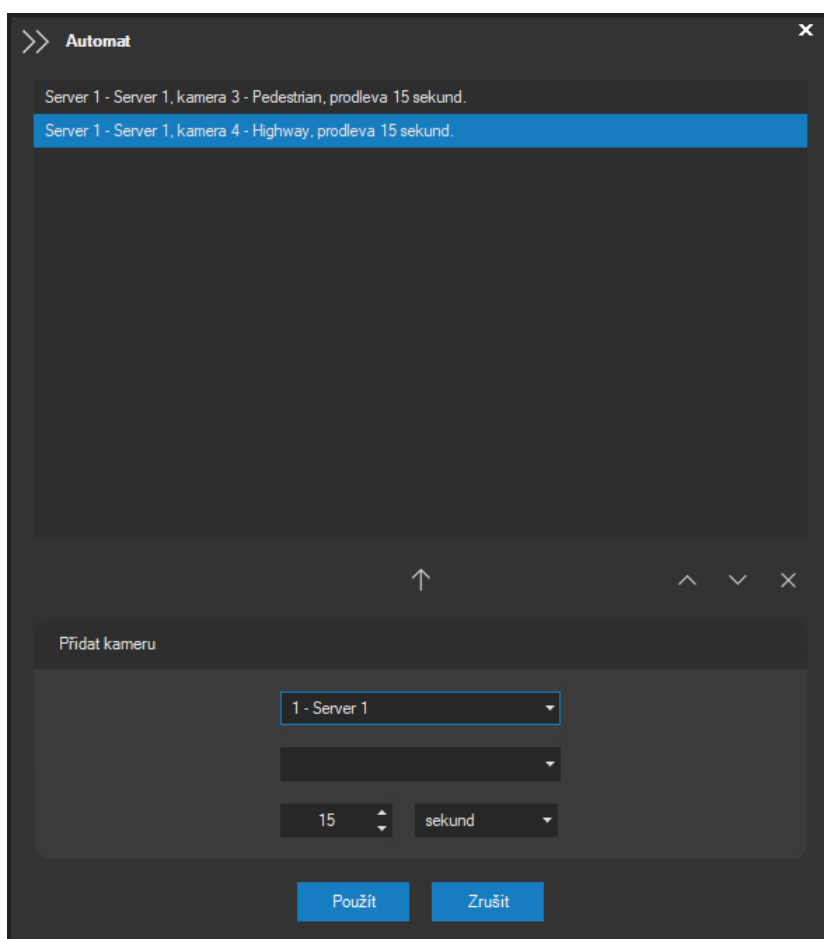 Automat
Server 1 - Server 1, kamera 3 - Pedestrian, prodleva 15 sekund.
Server 1 - Server 1, kamera 4 - Highway, prodleva 15 sekund.
Přidat kameru
1 - Server 1
15 sekund
Použít Zrušit